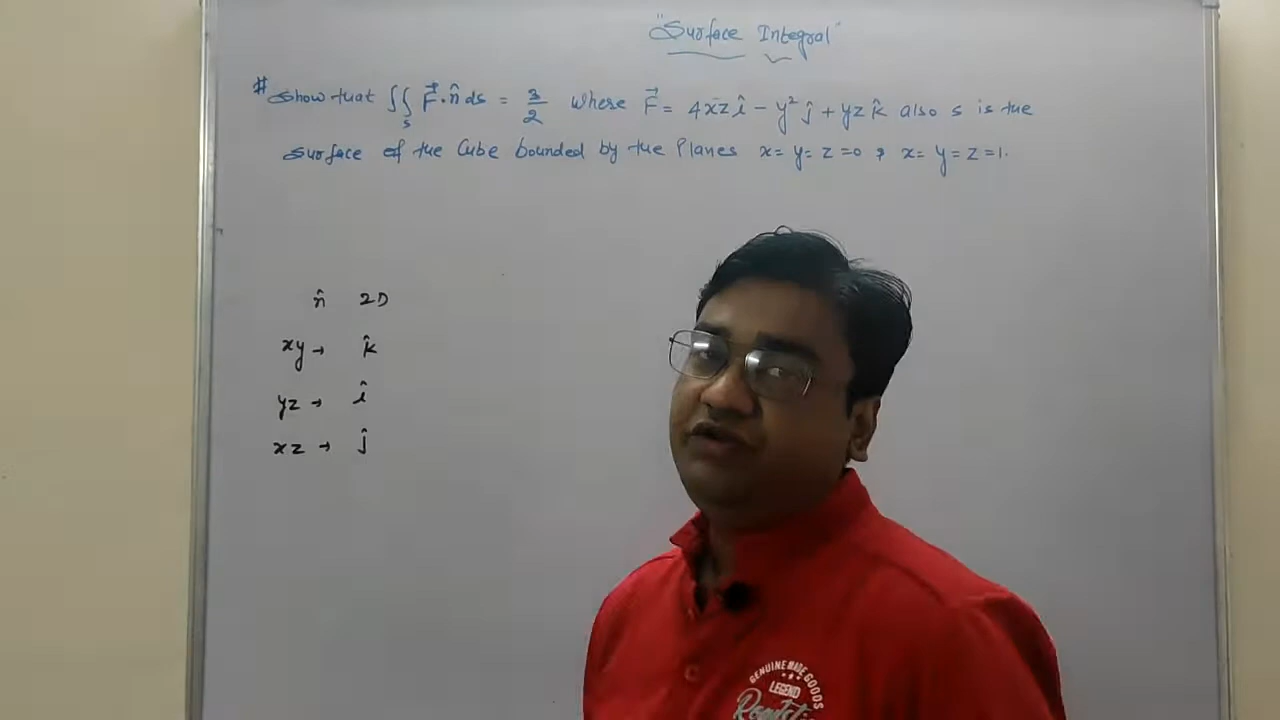 "Surface Integral"
# Show that ∫∫s F⃗·n̂ ds = 3/2 where F⃗ = 4xz î - y² ĵ + yz k̂ also s is the
surface of the Cube bounded by the Planes x = y = z = 0 & x = y = z = 1.
n̂ 2D
xy → k̂
yz → î
xz → ĵ
GENUINE MADE GOODS
LEGEND